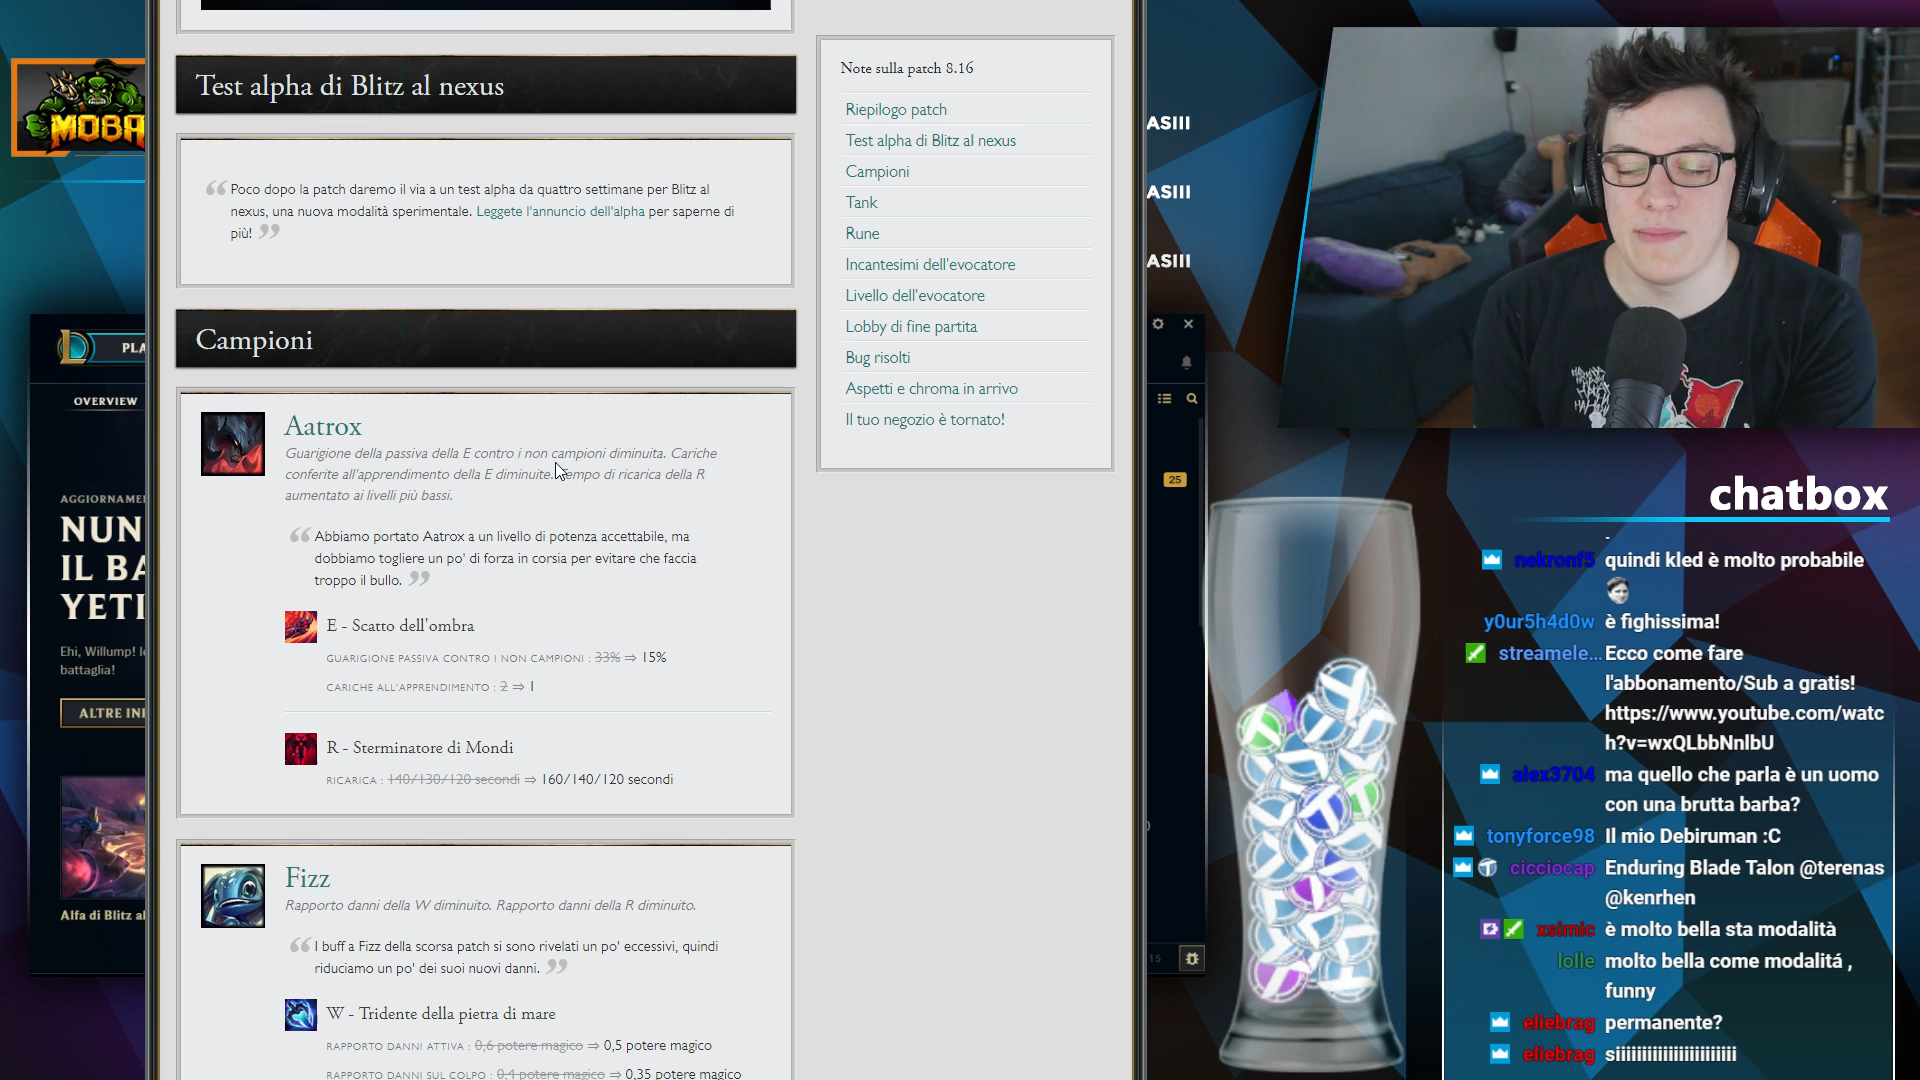 Test alpha di Blitz al nexus
Poco dopo la patch daremo il via a un test alpha da quattro settimane per Blitz al
nexus, una nuova modalità sperimentale. Leggete l'annuncio dell'alpha per saperne di
più!
Campioni
Aatrox
Guarigione della passiva della E contro i non campioni diminuita. Cariche
conferite all'apprendimento della E diminuite. Tempo di ricarica della R
aumentato ai livelli più bassi.
Abbiamo portato Aatrox a un livello di potenza accettabile, ma
dobbiamo togliere un po' di forza in corsia per evitare che faccia
troppo il bullo.
E - Scatto dell'ombra
GUARIGIONE PASSIVA CONTRO I NON CAMPIONI : 33% ⇒ 15%
CARICHE ALL'APPRENDIMENTO : 2 ⇒ 1
R - Sterminatore di Mondi
RICARICA : 140/130/120 secondi ⇒ 160/140/120 secondi
Fizz
Rapporto danni della W diminuito. Rapporto danni della R diminuito.
I buff a Fizz della scorsa patch si sono rivelati un po' eccessivi, quindi
riduciamo un po' dei suoi nuovi danni.
W - Tridente della pietra di mare
RAPPORTO DANNI ATTIVA : 0,6 potere magico ⇒ 0,5 potere magico
RAPPORTO DANNI SUL COLPO : 0,4 potere magico ⇒ 0,35 potere magico
Note sulla patch 8.16
Riepilogo patch
Test alpha di Blitz al nexus
Campioni
Tank
Rune
Incantesimi dell'evocatore
Livello dell'evocatore
Lobby di fine partita
Bug risolti
Aspetti e chroma in arrivo
Il tuo negozio è tornato!
MOBA
PLA
OVERVIEW
AGGIORNAME
NUN
IL BA
YETI
Ehi, Willump! I
battaglia!
ALTRE IN
Alfa di Blitz al
ASIII
ASIII
ASIII
25
15
chatbox
nekronf5 quindi kled è molto probabile
y0ur5h4d0w è fighissima!
streamele... Ecco come fare
l'abbonamento/Sub a gratis!
https://www.youtube.com/watc
h?v=wxQLbbNnlbU
alex3704 ma quello che parla è un uomo
con una brutta barba?
tonyforce98 Il mio Debiruman :C
cicciocap Enduring Blade Talon @terenas
@kenrhen
xsimic è molto bella sta modalità
lolle molto bella come modalitá ,
funny
eliebrag permanente?
eliebrag siiiiiiiiiiiiiiiiiiiiiii